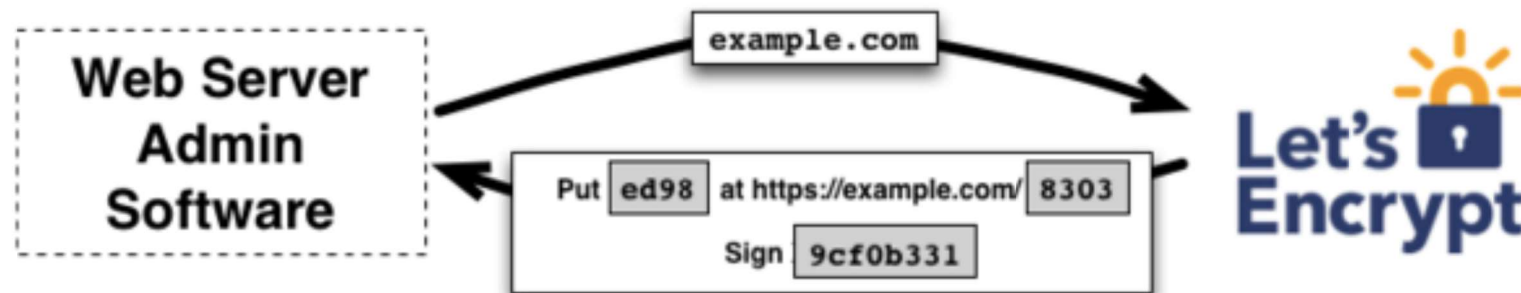 example.com
Web Server
Admin
Software
Put ed98 at https://example.com/ 8303
Sign 9cf0b331
Let's
Encrypt